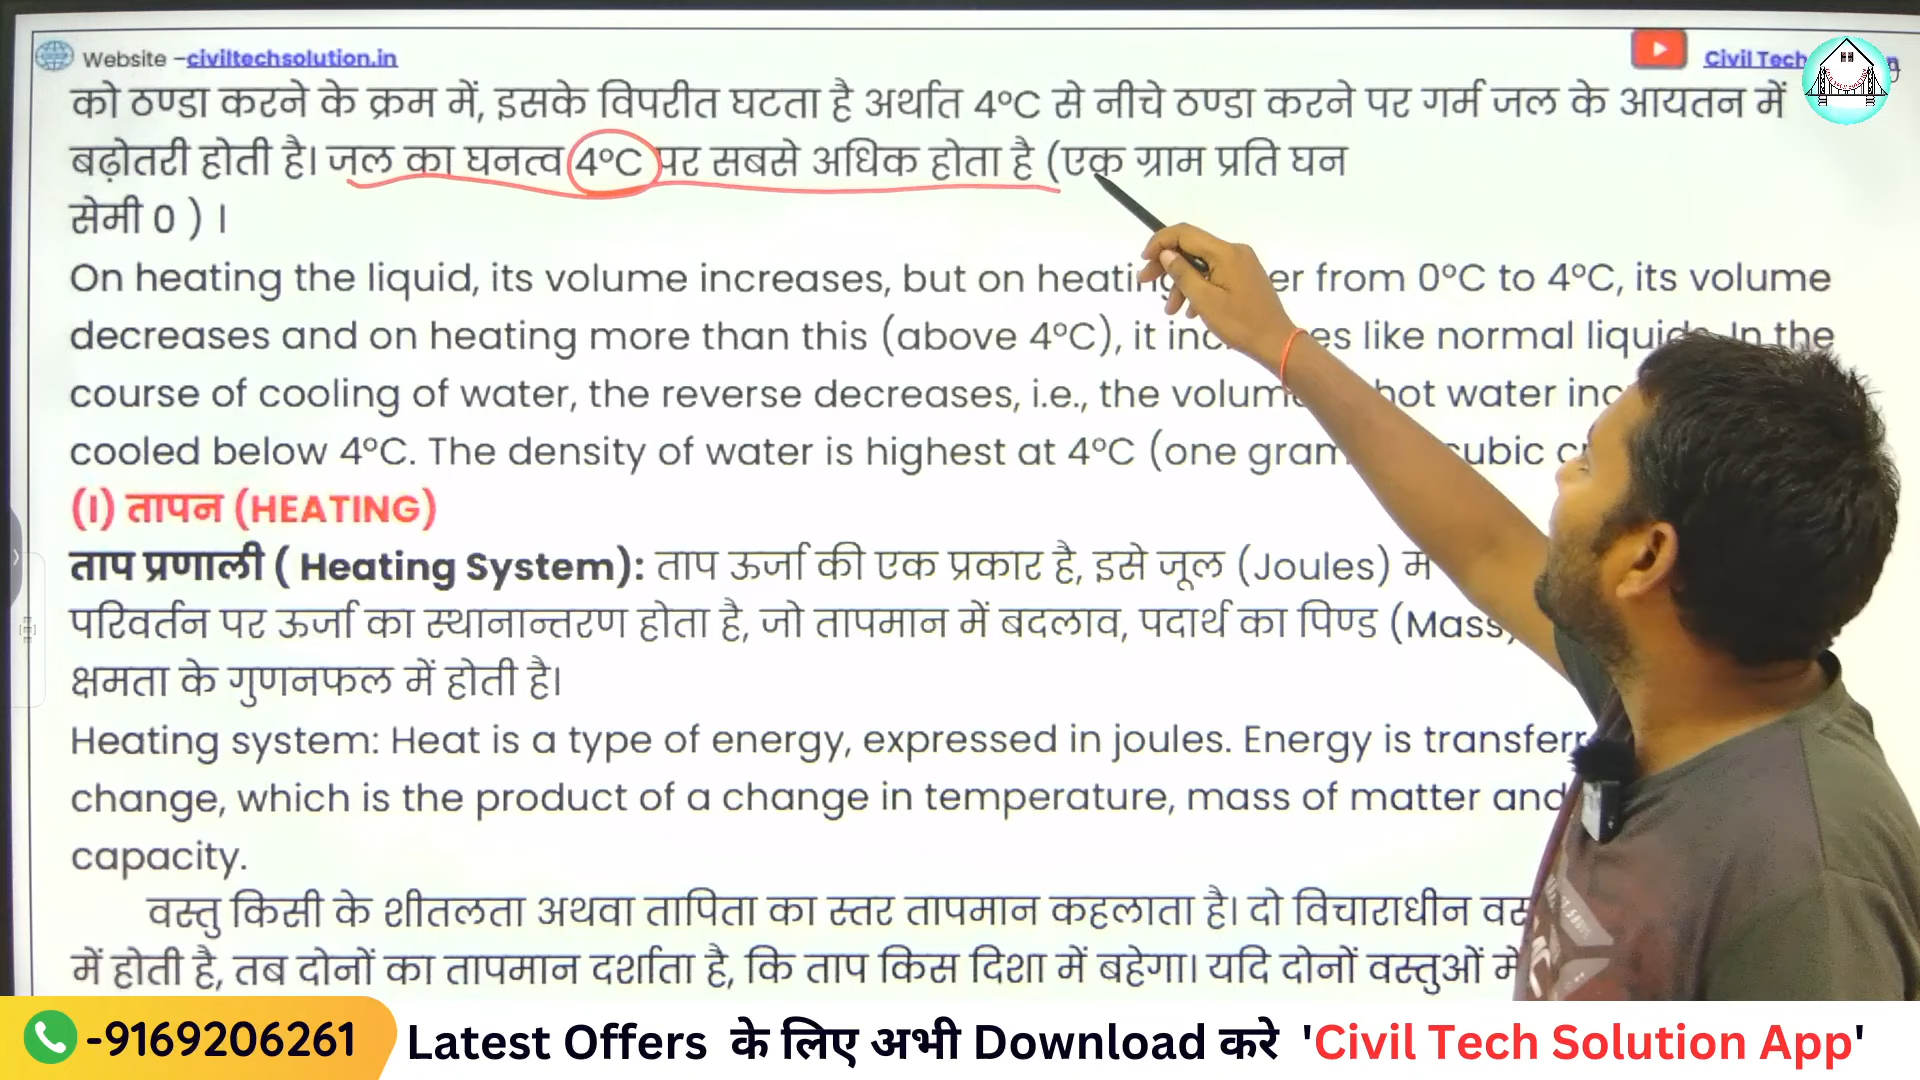 Website –civiltechsolution.in
Civil Tech
को ठण्डा करने के क्रम में, इसके विपरीत घटता है अर्थात 4°C से नीचे ठण्डा करने पर गर्म जल के आयतन में
बढ़ोतरी होती है। जल का घनत्व 4°C पर सबसे अधिक होता है (एक ग्राम प्रति घन
सेमी 0 ) ।
On heating the liquid, its volume increases, but on heating from 0°C to 4°C, its volume
decreases and on heating more than this (above 4°C), it like normal liquids. In the
course of cooling of water, the reverse decreases, i.e., the volume hot water
cooled below 4°C. The density of water is highest at 4°C (one gram cubic
(I) तापन (HEATING)
ताप प्रणाली ( Heating System): ताप ऊर्जा की एक प्रकार है, इसे जूल (Joules)
परिवर्तन पर ऊर्जा का स्थानान्तरण होता है, जो तापमान में बदलाव, पदार्थ का पिण्ड (Mass)
क्षमता के गुणनफल में होती है।
Heating system: Heat is a type of energy, expressed in joules. Energy is
change, which is the product of a change in temperature, mass of matter and
capacity.
वस्तु किसी के शीतलता अथवा तापिता का स्तर तापमान कहलाता है। दो विचाराधीन
में होती है, तब दोनों का तापमान दर्शाता है, कि ताप किस दिशा में बहेगा। यदि दोनों वस्तुओं में
-9169206261 Latest Offers के लिए अभी Download करे 'Civil Tech Solution App'